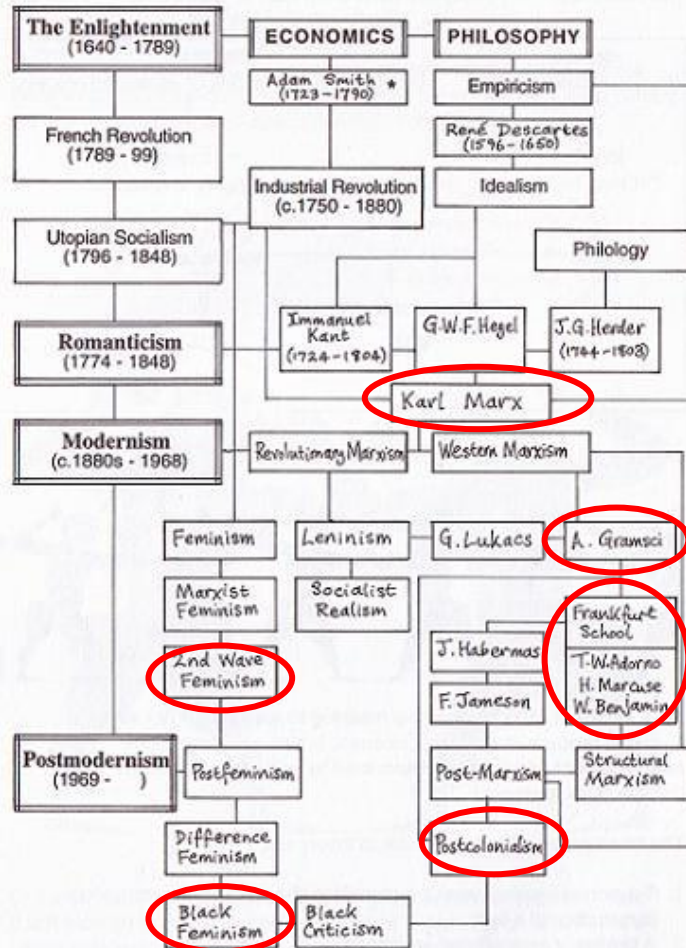 The Enlightenment
(1640 - 1789)
ECONOMICS
PHILOSOPHY
Adam Smith *
(1723-1790)
Empiricism
French Revolution
(1789 - 99)
René Descartes
(1596-1650)
Industrial Revolution
(c.1750 - 1880)
Idealism
Utopian Socialism
(1796 - 1848)
Philology
Romanticism
(1774 - 1848)
Immanuel
Kant
(1724-1804)
G.W.F. Hegel
J.G. Herder
(1744-1803)
Karl Marx
Modernism
(c.1880s - 1968)
Revolutionary Marxism
Western Marxism
Feminism
Leninism
G. Lukacs
A. Gramsci
Marxist
Feminism
Socialist
Realism
Frankfurt
School
T.W. Adorno
H. Marcuse
W. Benjamin
2nd Wave
Feminism
J. Habermas
F. Jameson
Postmodernism
(1969 - )
Postfeminism
Post-Marxism
Structural
Marxism
Difference
Feminism
Postcolonialism
Black
Feminism
Black
Criticism